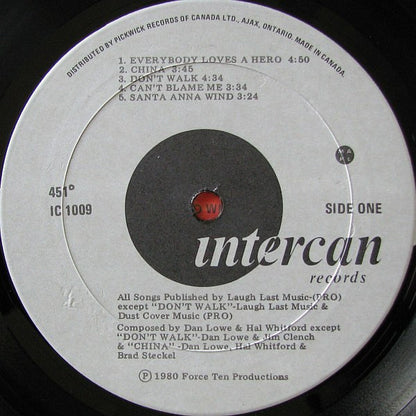 DISTRIBUTED BY PICKWICK RECORDS OF CANADA LTD., AJAX, ONTARIO. MADE IN CANADA.
1. EVERYBODY LOVES A HERO 4:50
2. CHINA 3:45
3. DON'T WALK 4:34
4. CAN'T BLAME ME 3:34
5. SANTA ANNA WIND 3:24
451°
IC 1009
SIDE ONE
intercan
records
All Songs Published by Laugh Last Music-(PRO)
except "DON'T WALK"-Laugh Last Music &
Dust Cover Music (PRO)
Composed by Dan Lowe & Hal Whitford except
"DON'T WALK"-Dan Lowe & Jim Clench
& "CHINA" -Dan Lowe, Hal Whitford &
Brad Steckel
Ⓟ 1980 Force Ten Productions